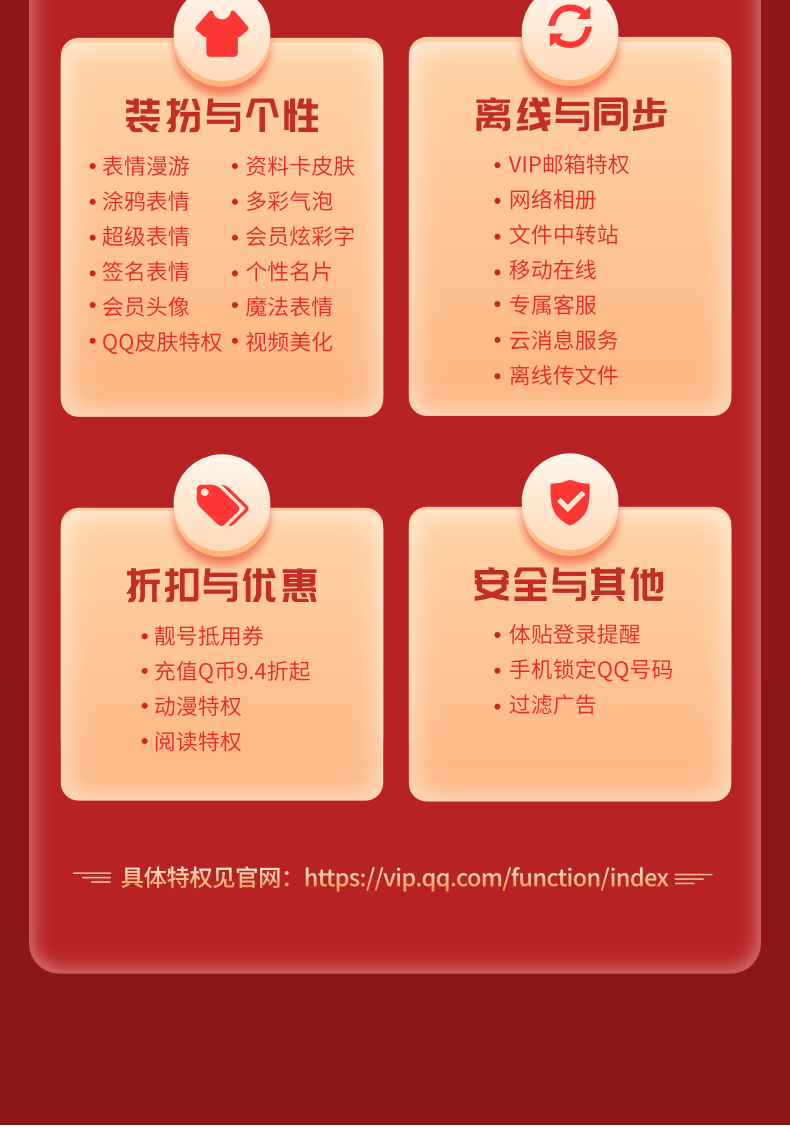 装扮与个性
• 表情漫游
• 资料卡皮肤
• 涂鸦表情
• 多彩气泡
• 超级表情
• 会员炫彩字
• 签名表情
• 个性名片
• 会员头像
• 魔法表情
• QQ皮肤特权
• 视频美化
离线与同步
• VIP邮箱特权
• 网络相册
• 文件中转站
• 移动在线
• 专属客服
• 云消息服务
• 离线传文件
折扣与优惠
• 靓号抵用券
• 充值Q币9.4折起
• 动漫特权
• 阅读特权
安全与其他
• 体贴登录提醒
• 手机锁定QQ号码
• 过滤广告
具体特权见官网：https://vip.qq.com/function/index